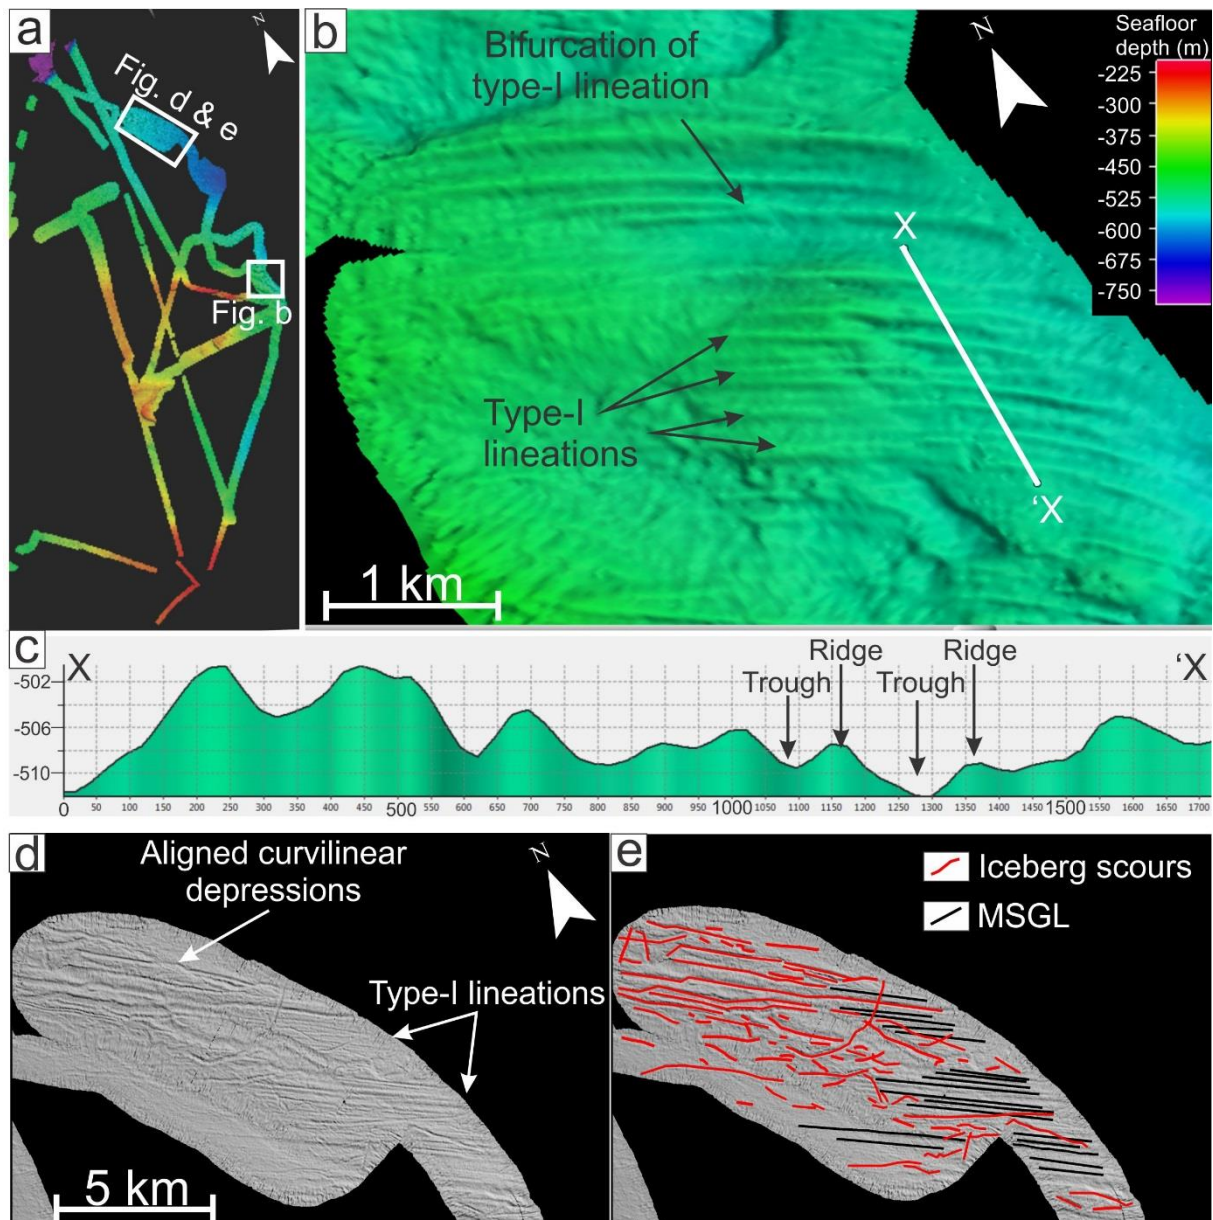 a
N
Fig. d & e
Fig. b
b
Bifurcation of
type-I lineation
N
Seafloor
depth (m)
-225
-300
-375
-450
-525
-600
-675
-750
X
Type-I
lineations
‘X
1 km
c
X
‘X
Ridge
Ridge
Trough
Trough
-502
-506
-510
0 50 100 150 200 250 300 350 400 450 500 550 600 650 700 750 800 850 900 950 1000 1050 1100 1150 1200 1250 1300 1350 1400 1450 1500 1550 1600 1650 1700
d
Aligned curvilinear
depressions
N
Type-I lineations
5 km
e
Iceberg scours
MSGL